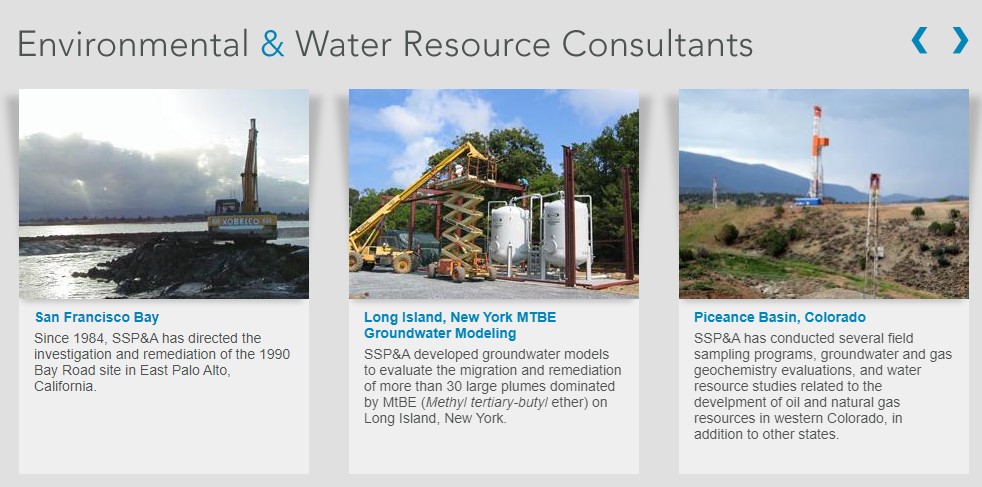 Environmental & Water Resource Consultants
KOBELCO
San Francisco Bay
Since 1984, SSP&A has directed the
investigation and remediation of the 1990
Bay Road site in East Palo Alto,
California.
Long Island, New York MTBE
Groundwater Modeling
SSP&A developed groundwater models
to evaluate the migration and remediation
of more than 30 large plumes dominated
by MtBE (Methyl tertiary-butyl ether) on
Long Island, New York.
Piceance Basin, Colorado
SSP&A has conducted several field
sampling programs, groundwater and gas
geochemistry evaluations, and water
resource studies related to the
develpment of oil and natural gas
resources in western Colorado, in
addition to other states.